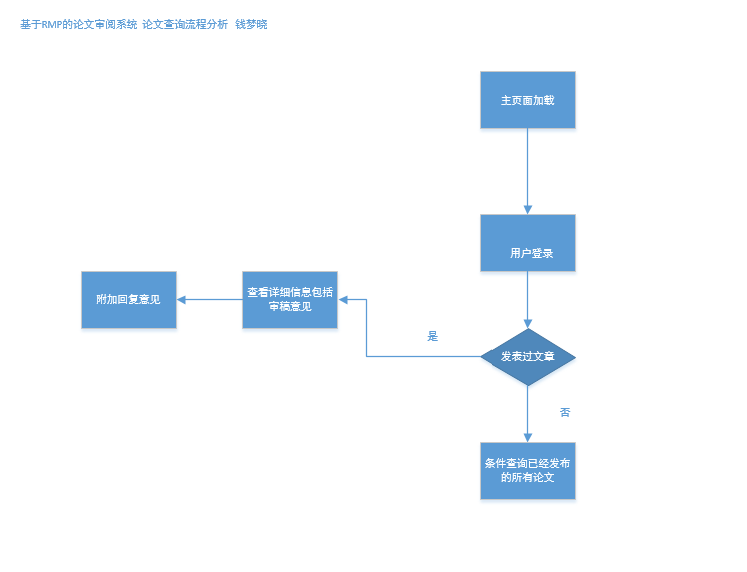 基于RMP的论文审阅系统 论文查询流程分析 钱梦晓
主页面加载
用户登录
附加回复意见
查看详细信息包括
审稿意见
是
发表过文章
否
条件查询已经发布
的所有论文